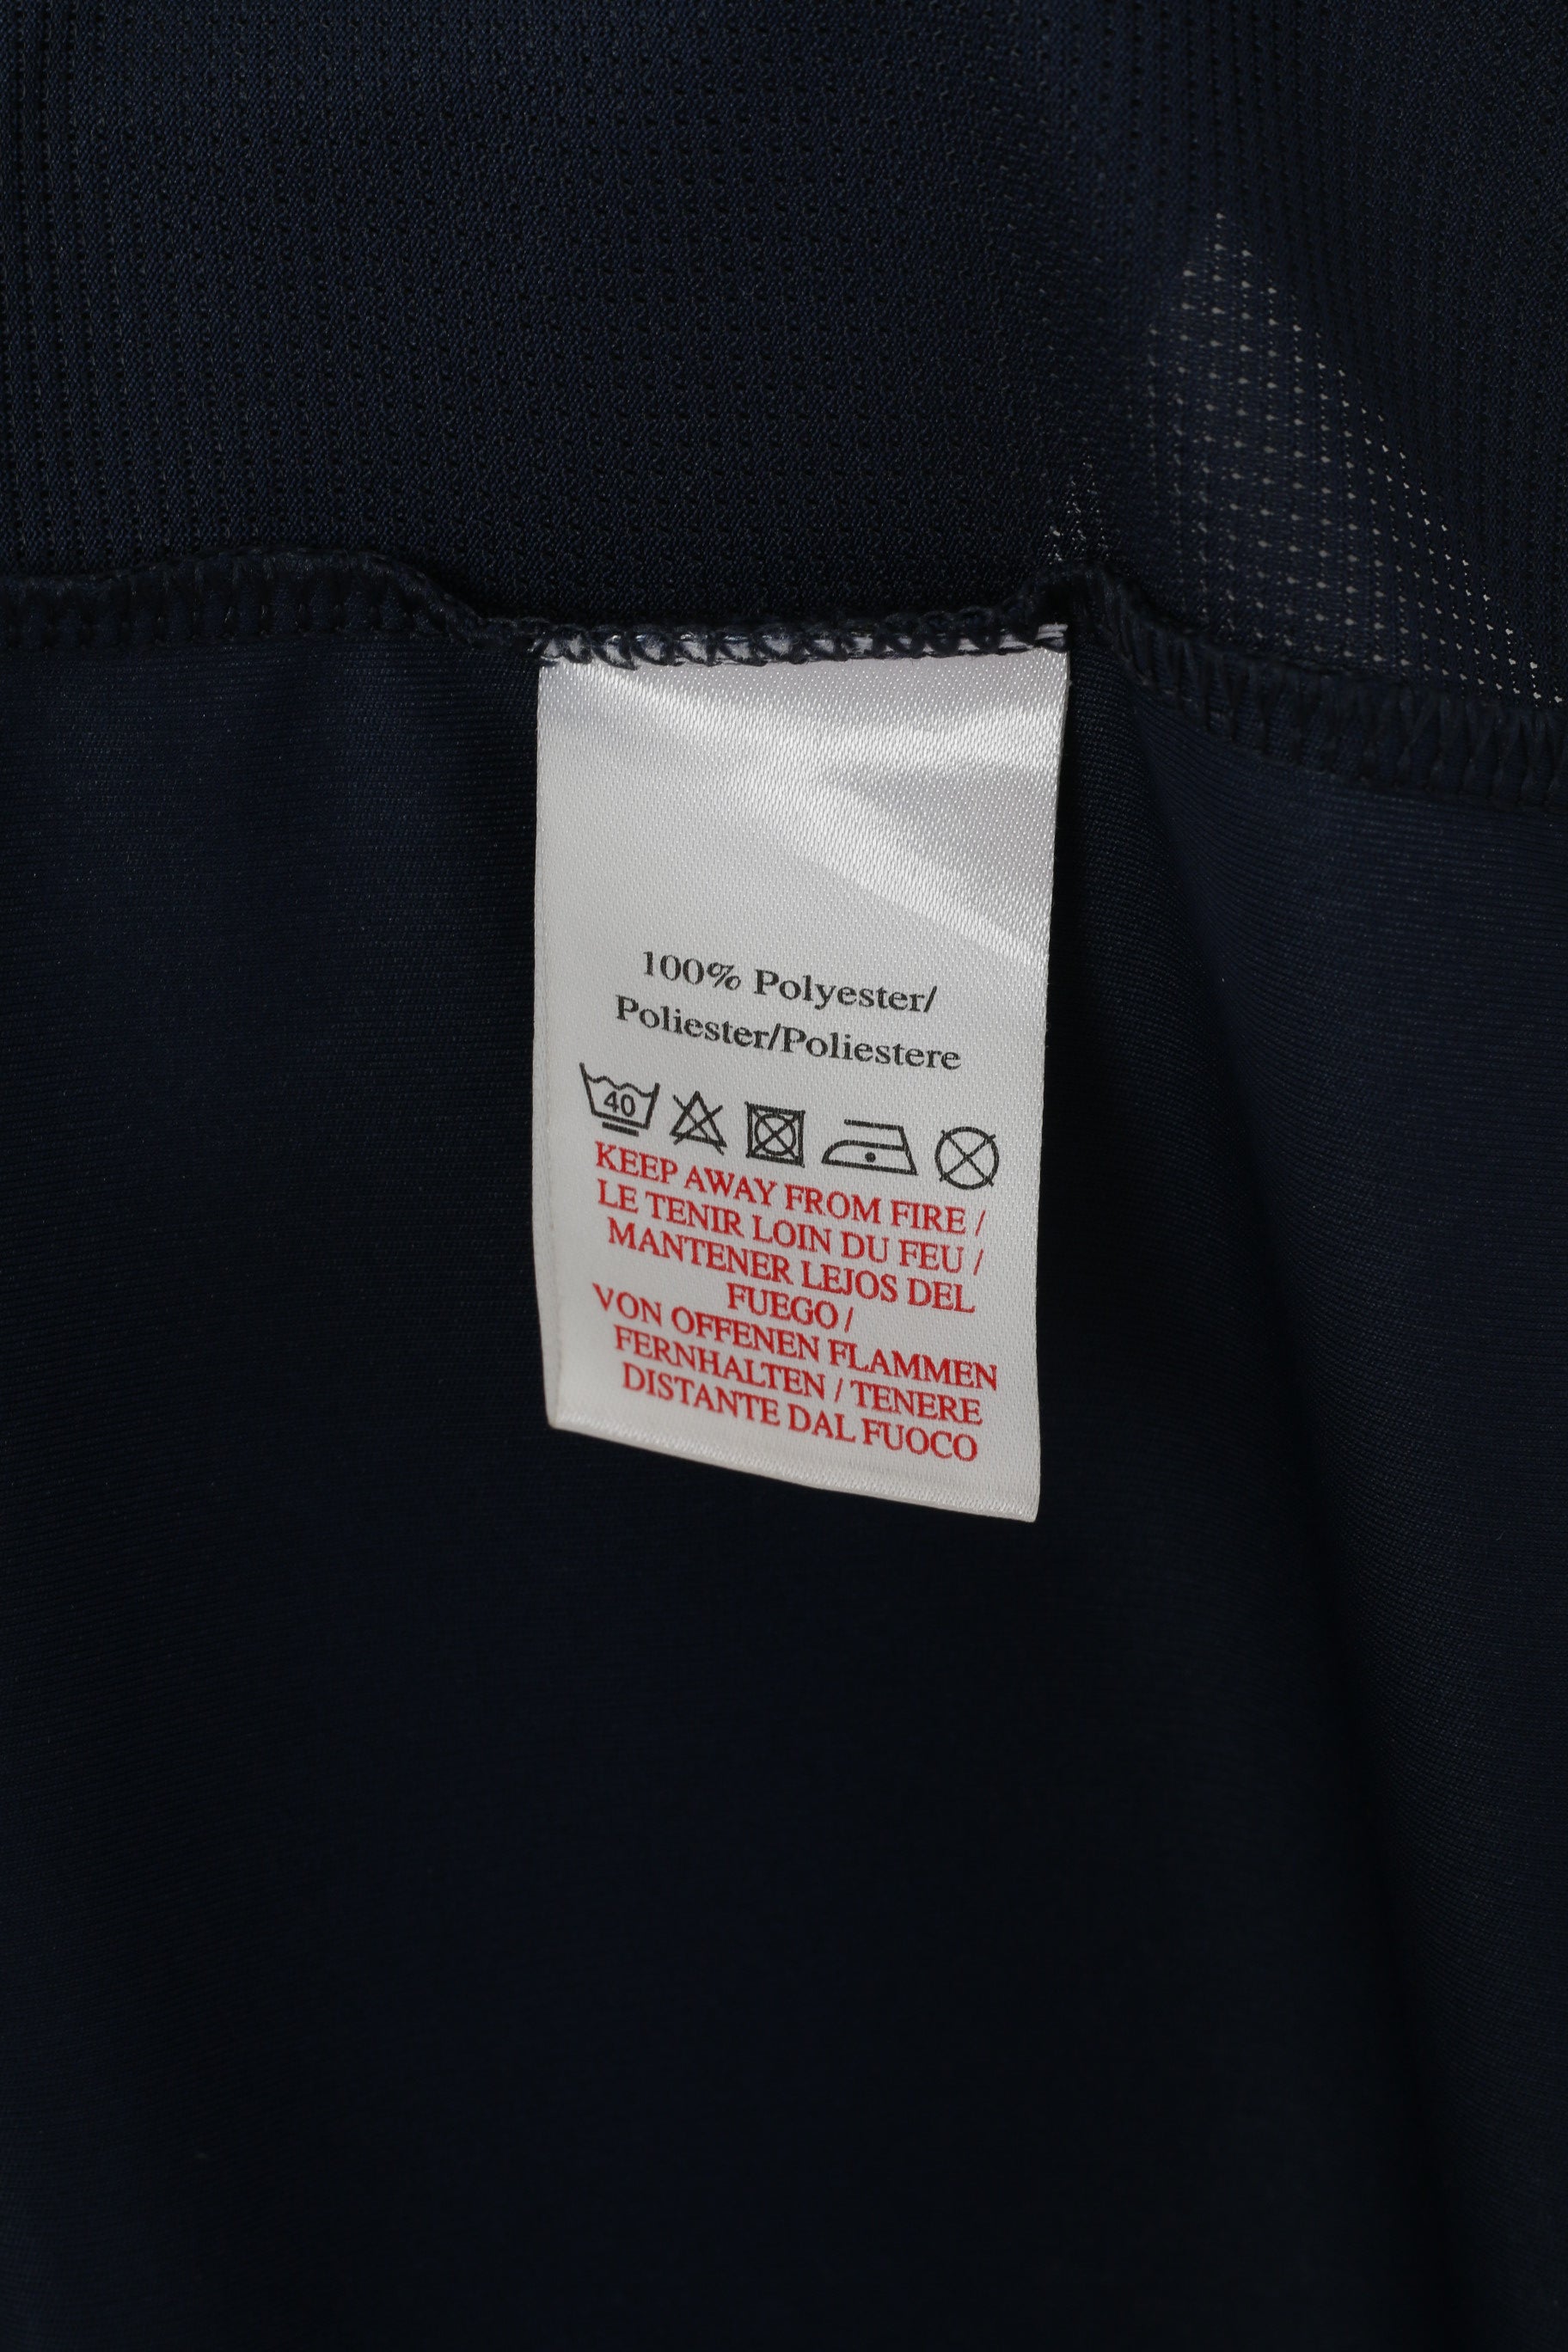 100% Polyester/
Poliester/Poliestere
40
KEEP AWAY FROM FIRE /
LE TENIR LOIN DU FEU /
MANTENER LEJOS DEL
FUEGO /
VON OFFENEN FLAMMEN
FERNHALTEN / TENERE
DISTANTE DAL FUOCO